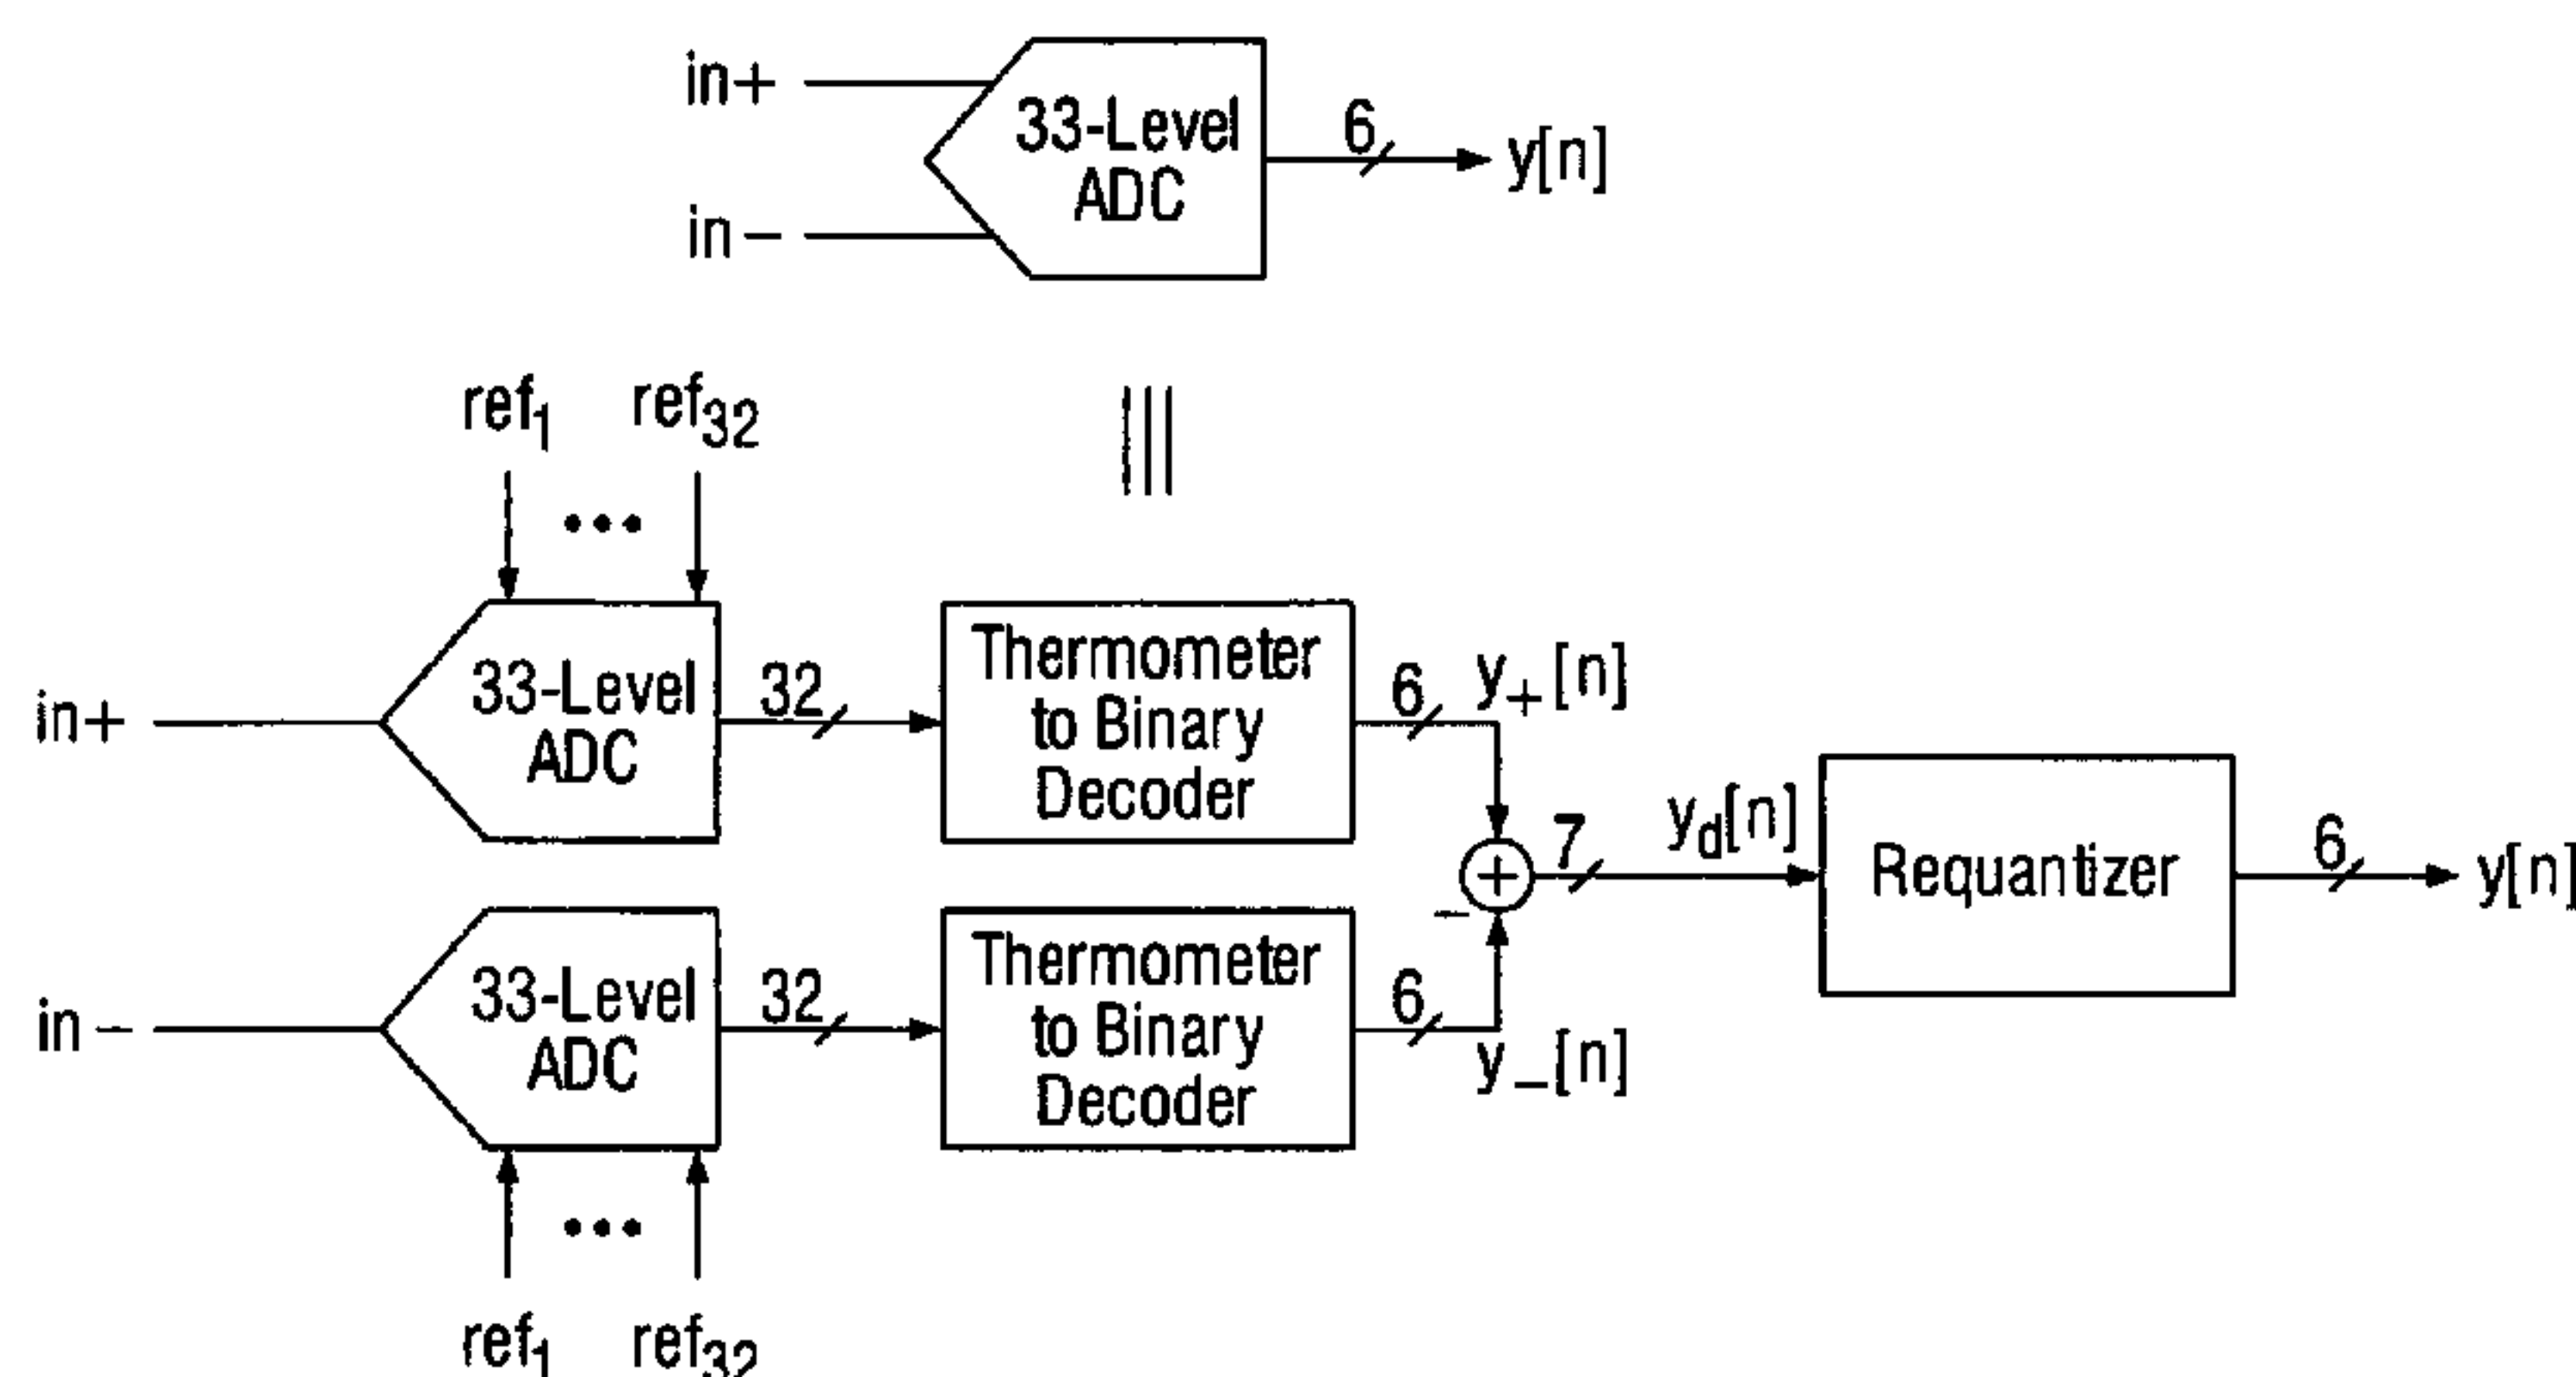 in+
33-Level
ADC
6
y[n]
in−
ref1 ••• ref32
in+
33-Level
ADC
32
Thermometer
to Binary
Decoder
6
y+[n]
+
−
7
yd[n]
Requantizer
6
y[n]
in−
33-Level
ADC
32
Thermometer
to Binary
Decoder
6
y−[n]
ref1 ••• ref32